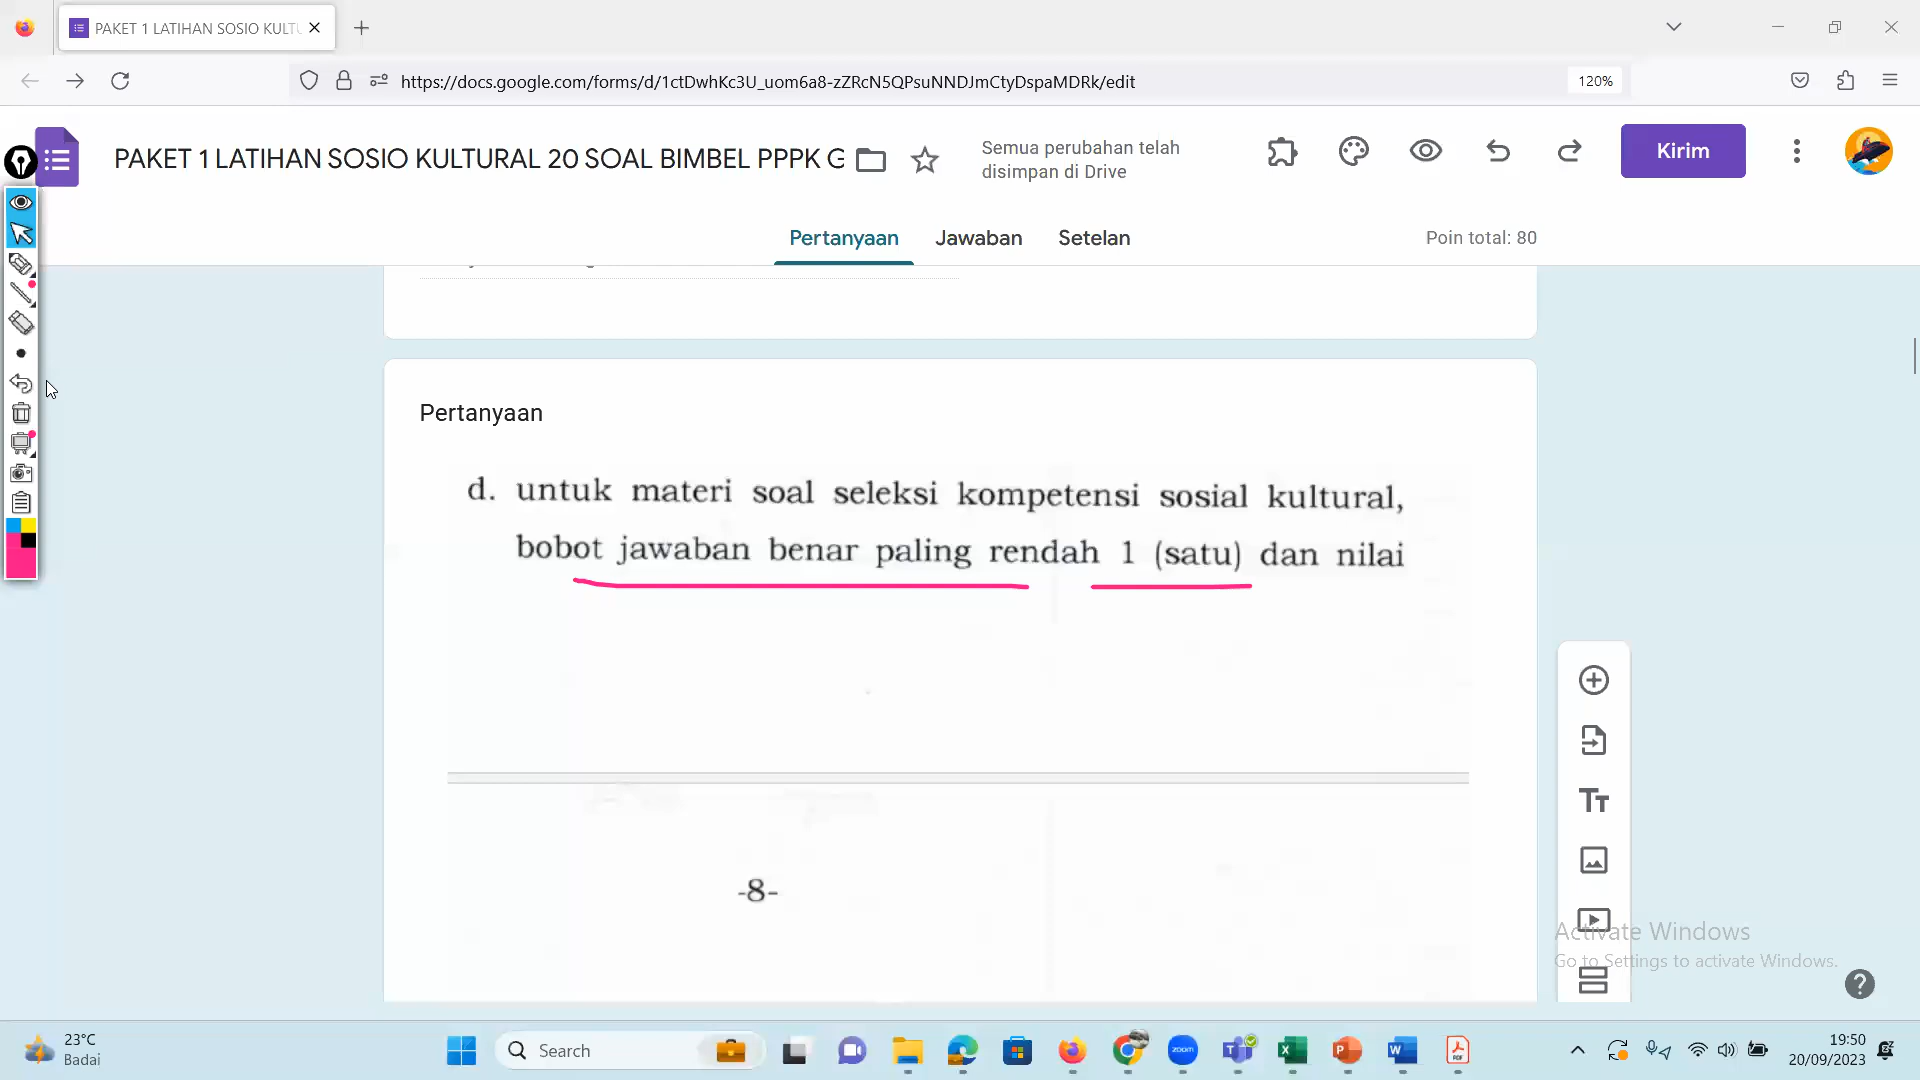 PAKET 1 LATIHAN SOSIO KULTU
https://docs.google.com/forms/d/1ctDwhKc3U_uom6a8-zZRcN5QPsuNNDJmCtyDspaMDRk/edit
120%
PAKET 1 LATIHAN SOSIO KULTURAL 20 SOAL BIMBEL PPPK G
Semua perubahan telah
disimpan di Drive
Kirim
Pertanyaan
Jawaban
Setelan
Poin total: 80
Pertanyaan
d. untuk materi soal seleksi kompetensi sosial kultural,
bobot jawaban benar paling rendah 1 (satu) dan nilai
-8-
Activate Windows
Go to Settings to activate Windows.
23°C
Badai
Search
zoom
19:50
20/09/2023